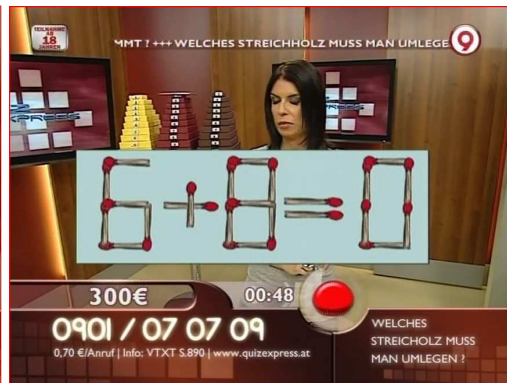 TEILNAHME
AB
18
JAHREN
MMT ? +++ WELCHES STREICHHOLZ MUSS MAN UMLEGE
9
EXPRESS
6+8=0
300€
00:48
0901 / 07 07 09
0,70 €/Anruf | Info: VTXT S.890 | www.quizexpress.at
WELCHES
STREICHOLZ MUSS
MAN UMLEGEN ?